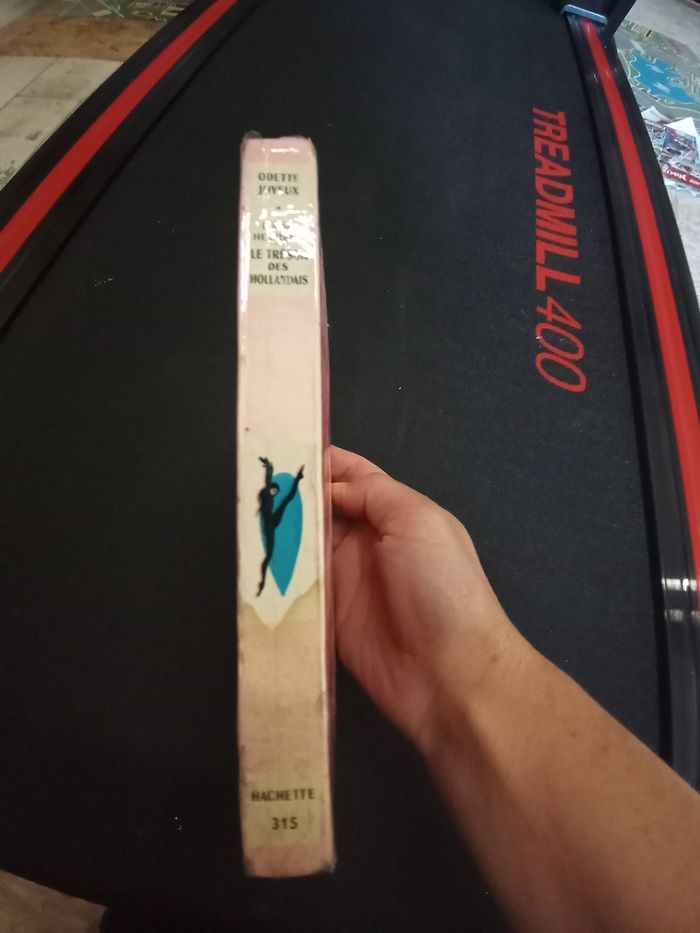 ODETTE
JOYEUX
LE TRÉSOR
DES
HOLLANDAIS
HACHETTE
315
TREADMILL 400